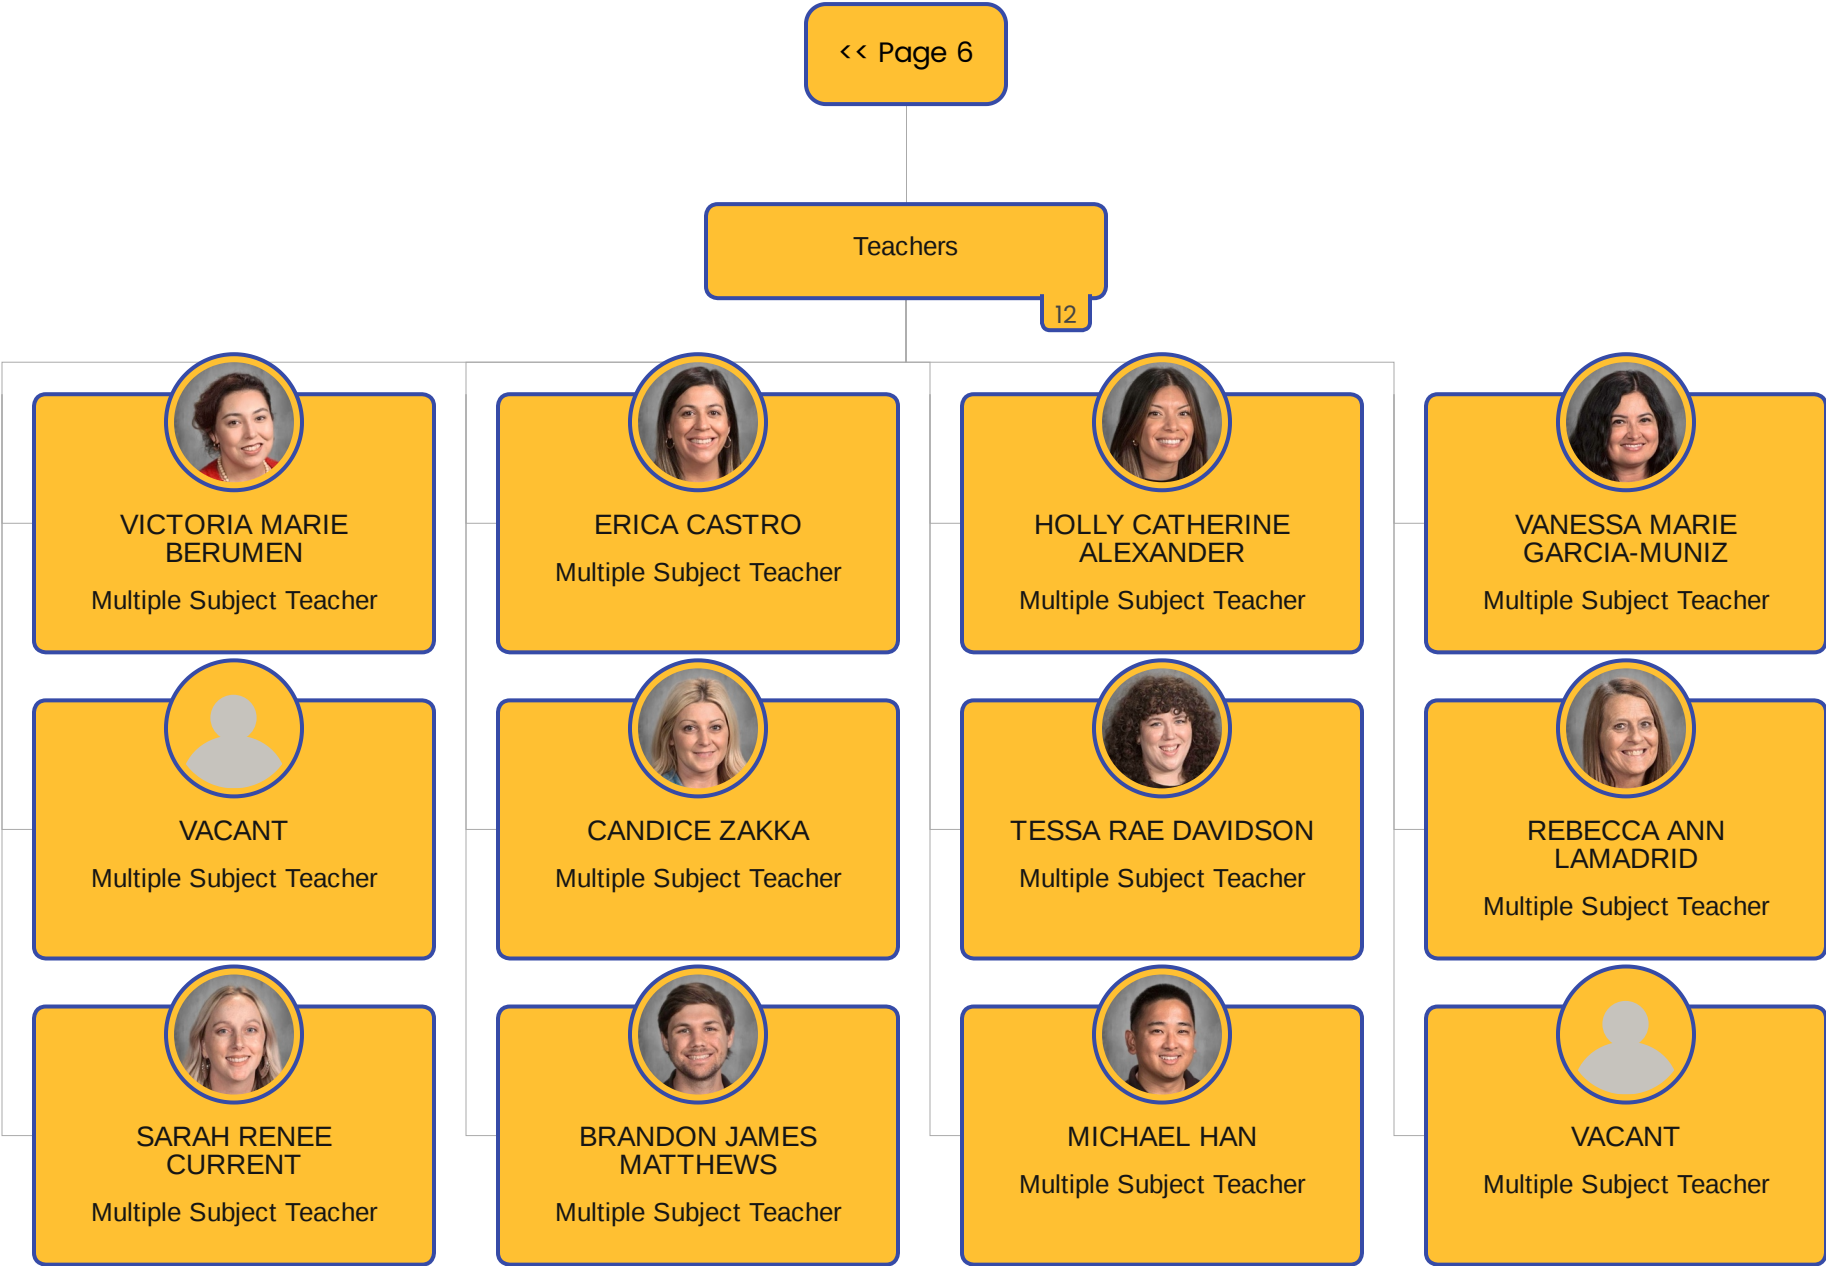 << Page 6
Teachers
12
VICTORIA MARIE
BERUMEN
Multiple Subject Teacher
ERICA CASTRO
Multiple Subject Teacher
HOLLY CATHERINE
ALEXANDER
Multiple Subject Teacher
VANESSA MARIE
GARCIA-MUNIZ
Multiple Subject Teacher
VACANT
Multiple Subject Teacher
CANDICE ZAKKA
Multiple Subject Teacher
TESSA RAE DAVIDSON
Multiple Subject Teacher
REBECCA ANN
LAMADRID
Multiple Subject Teacher
SARAH RENEE
CURRENT
Multiple Subject Teacher
BRANDON JAMES
MATTHEWS
Multiple Subject Teacher
MICHAEL HAN
Multiple Subject Teacher
VACANT
Multiple Subject Teacher